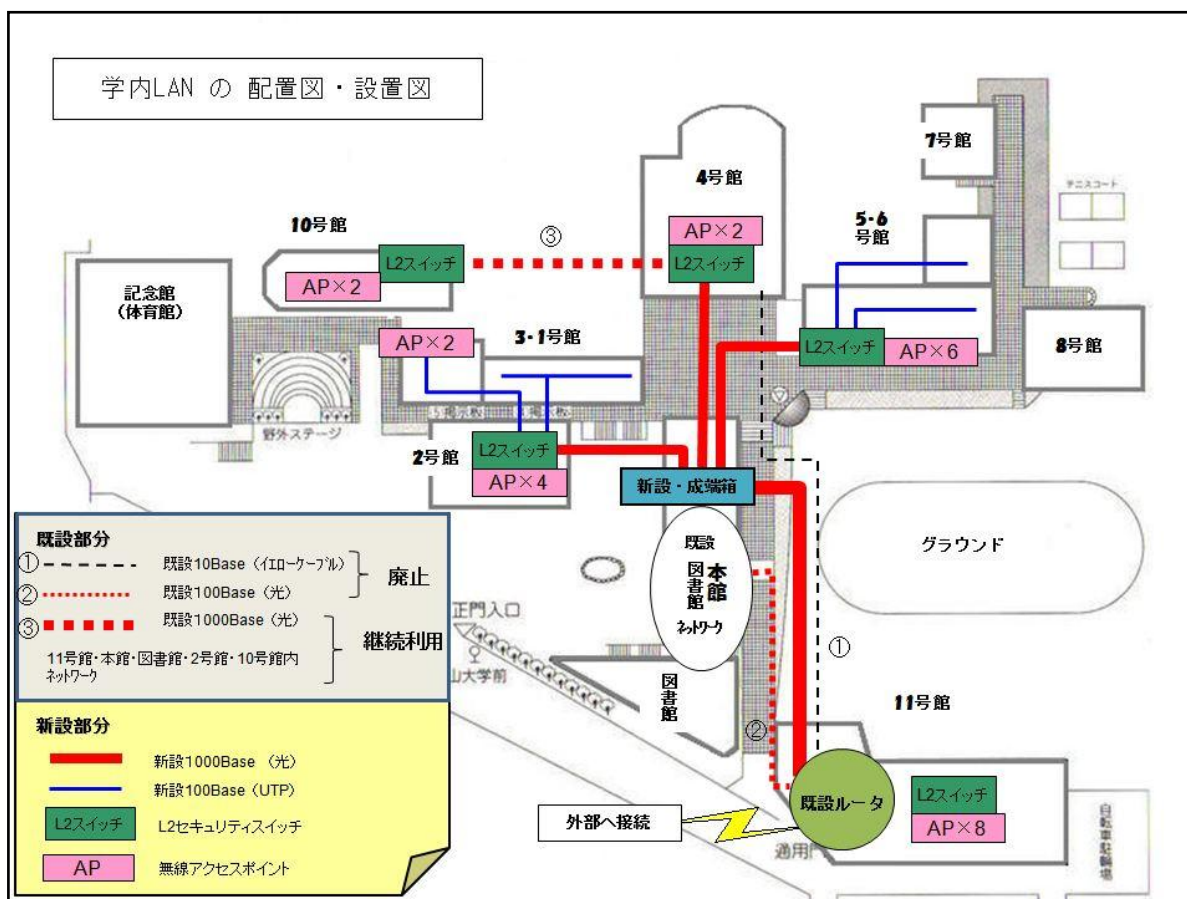 学内LAN の 配置図・設置図
7号館
テニスコート
4号館
5・6
号館
10号館
③
AP×2
L2スイッチ
L2スイッチ
AP×2
記念館
(体育館)
3・1号館
AP×2
L2スイッチ
AP×6
8号館
野外ステージ
2号館
L2スイッチ
AP×4
新設・成端箱
グラウンド
既設
図書館
本館
ネットワーク
既設部分
① 既設10Base(イエローケーブル)
② 既設100Base(光)
廃止
③ 既設1000Base(光)
11号館・本館・図書館・2号館・10号館内
ネットワーク
継続利用
正門入口
山大学前
図書館
①
②
11号館
新設部分
新設1000Base (光)
新設100Base(UTP)
L2スイッチ L2セキュリティスイッチ
AP 無線アクセスポイント
既設ルータ
L2スイッチ
AP×8
外部へ接続
通用門